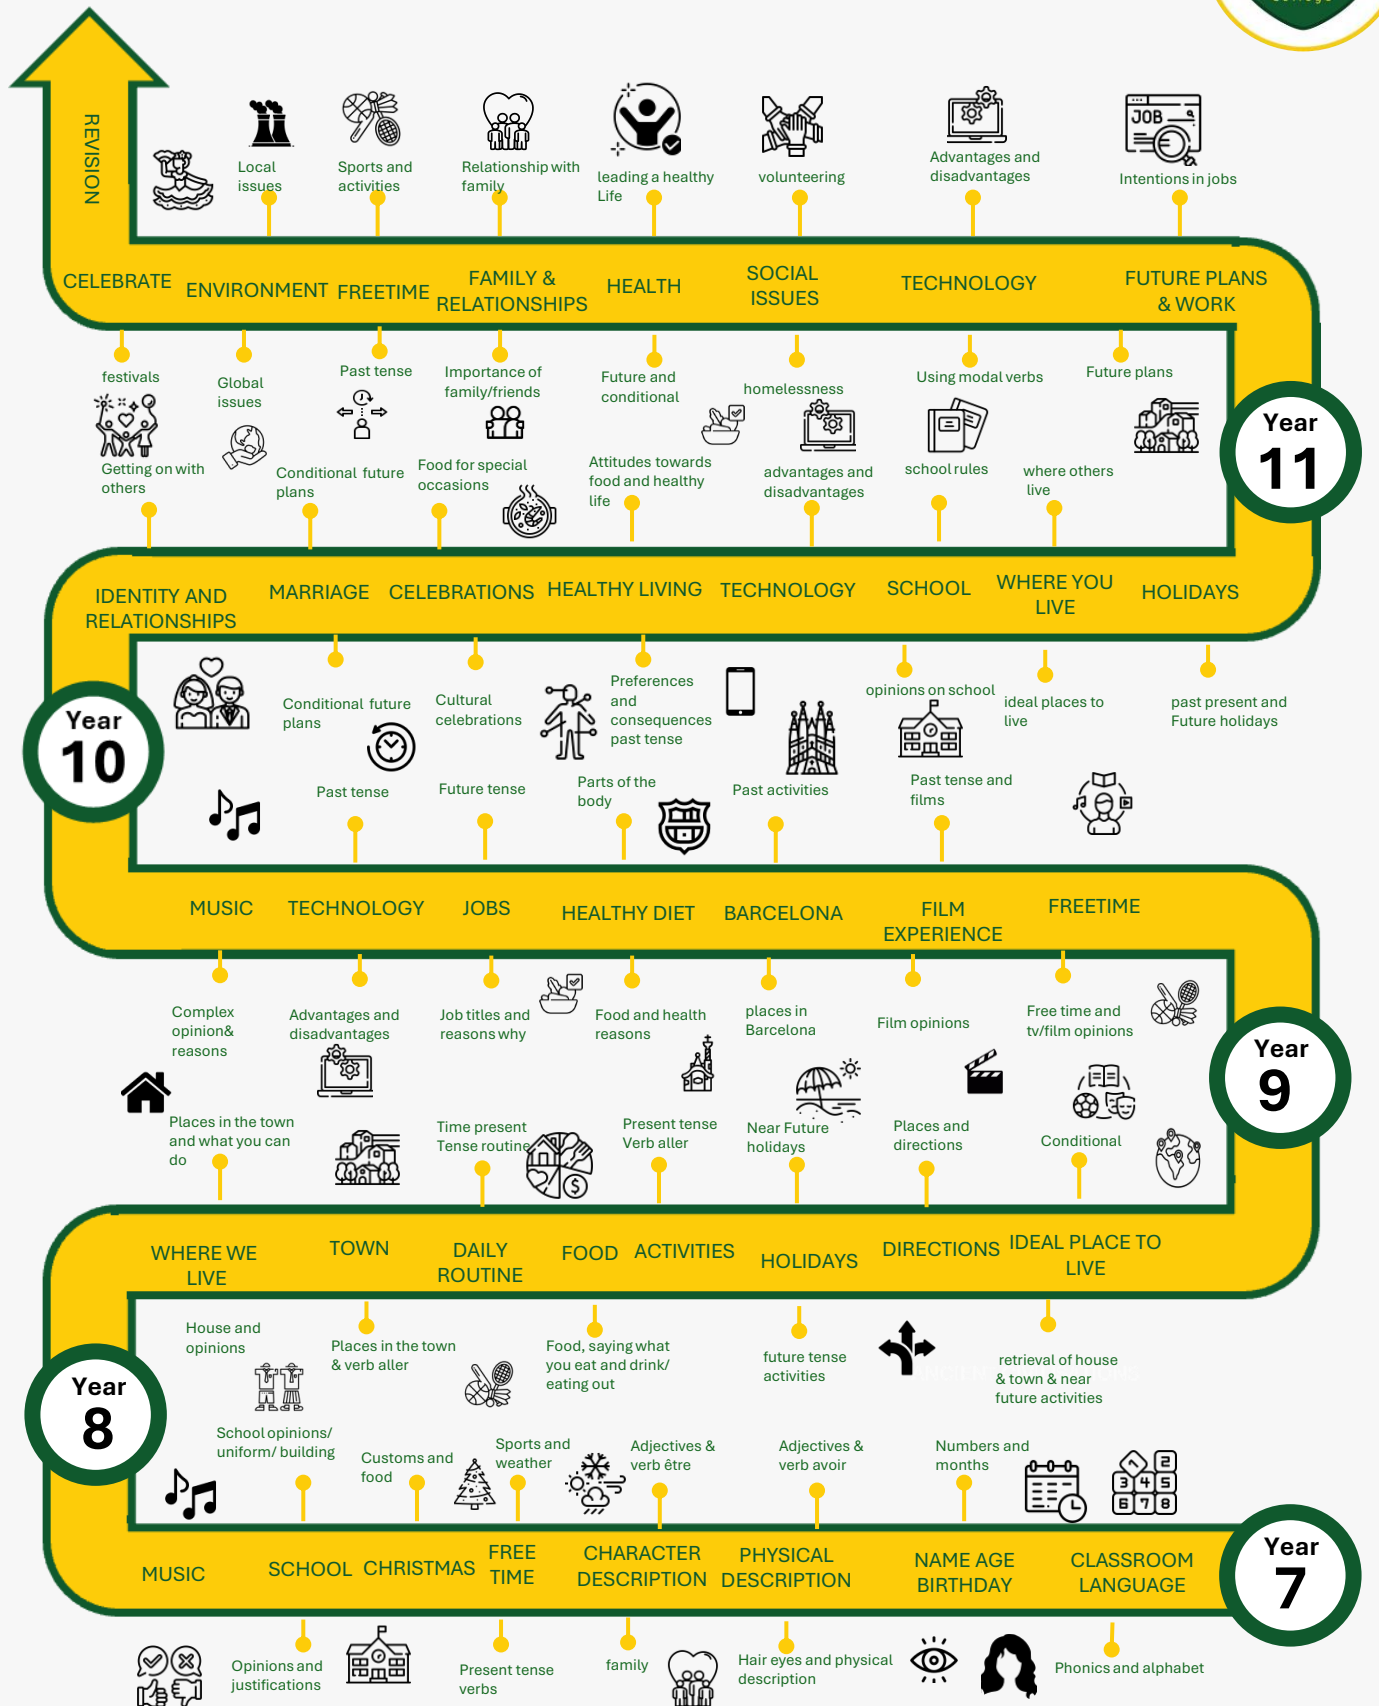 College
REVISION
Local
issues
Sports and
activities
Relationship with
family
leading a healthy
Life
volunteering
Advantages and
disadvantages
JOB
Intentions in jobs
CELEBRATE
ENVIRONMENT
FREETIME
FAMILY &
RELATIONSHIPS
HEALTH
SOCIAL
ISSUES
TECHNOLOGY
FUTURE PLANS
& WORK
festivals
Global
issues
Past tense
Importance of
family/friends
Future and
conditional
homelessness
Using modal verbs
Future plans
Year
11
Getting on with
others
Conditional future
plans
Food for special
occasions
Attitudes towards
food and healthy
life
advantages and
disadvantages
school rules
where others
live
IDENTITY AND
RELATIONSHIPS
MARRIAGE
CELEBRATIONS
HEALTHY LIVING
TECHNOLOGY
SCHOOL
WHERE YOU
LIVE
HOLIDAYS
Year
10
Conditional future
plans
Cultural
celebrations
Preferences
and
consequences
past tense
opinions on school
ideal places to
live
past present and
Future holidays
Past tense
Future tense
Parts of the
body
Past activities
Past tense and
films
MUSIC
TECHNOLOGY
JOBS
HEALTHY DIET
BARCELONA
FILM
EXPERIENCE
FREETIME
Complex
opinion&
reasons
Advantages and
disadvantages
Job titles and
reasons why
Food and health
reasons
places in
Barcelona
Film opinions
Free time and
tv/film opinions
Year
9
Places in the town
and what you can
do
Time present
Tense routine
Present tense
Verb aller
Near Future
holidays
Places and
directions
Conditional
WHERE WE
LIVE
TOWN
DAILY
ROUTINE
FOOD
ACTIVITIES
HOLIDAYS
DIRECTIONS
IDEAL PLACE TO
LIVE
House and
opinions
Places in the town
& verb aller
Food, saying what
you eat and drink/
eating out
future tense
activities
retrieval of house
& town & near
future activities
Year
8
School opinions/
uniform/ building
Customs and
food
Sports and
weather
Adjectives &
verb être
Adjectives &
verb avoir
Numbers and
months
1 2
3 4 5
6 7 8
MUSIC
SCHOOL
CHRISTMAS
FREE
TIME
CHARACTER
DESCRIPTION
PHYSICAL
DESCRIPTION
NAME AGE
BIRTHDAY
CLASSROOM
LANGUAGE
Year
7
Opinions and
justifications
Present tense
verbs
family
Hair eyes and physical
description
Phonics and alphabet